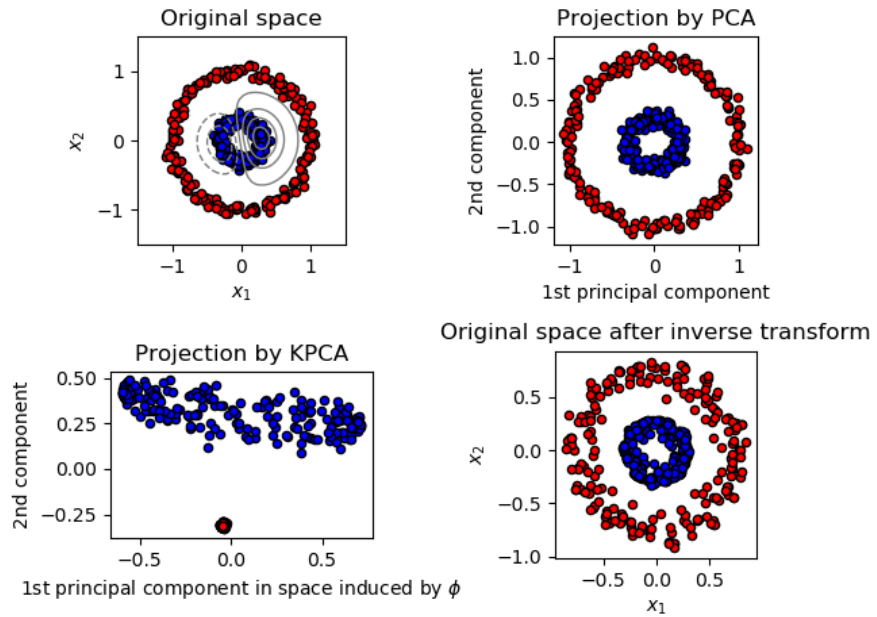 Original space
1
0
−1
x₂
−1
0
1
x₁
Projection by PCA
1.0
0.5
0.0
−0.5
−1.0
2nd component
−1
0
1
1st principal component
Projection by KPCA
0.50
0.25
0.00
−0.25
2nd component
−0.5
0.0
0.5
1st principal component in space induced by ϕ
Original space after inverse transform
0.5
0.0
−0.5
−1.0
x₂
−0.5
0.0
0.5
x₁